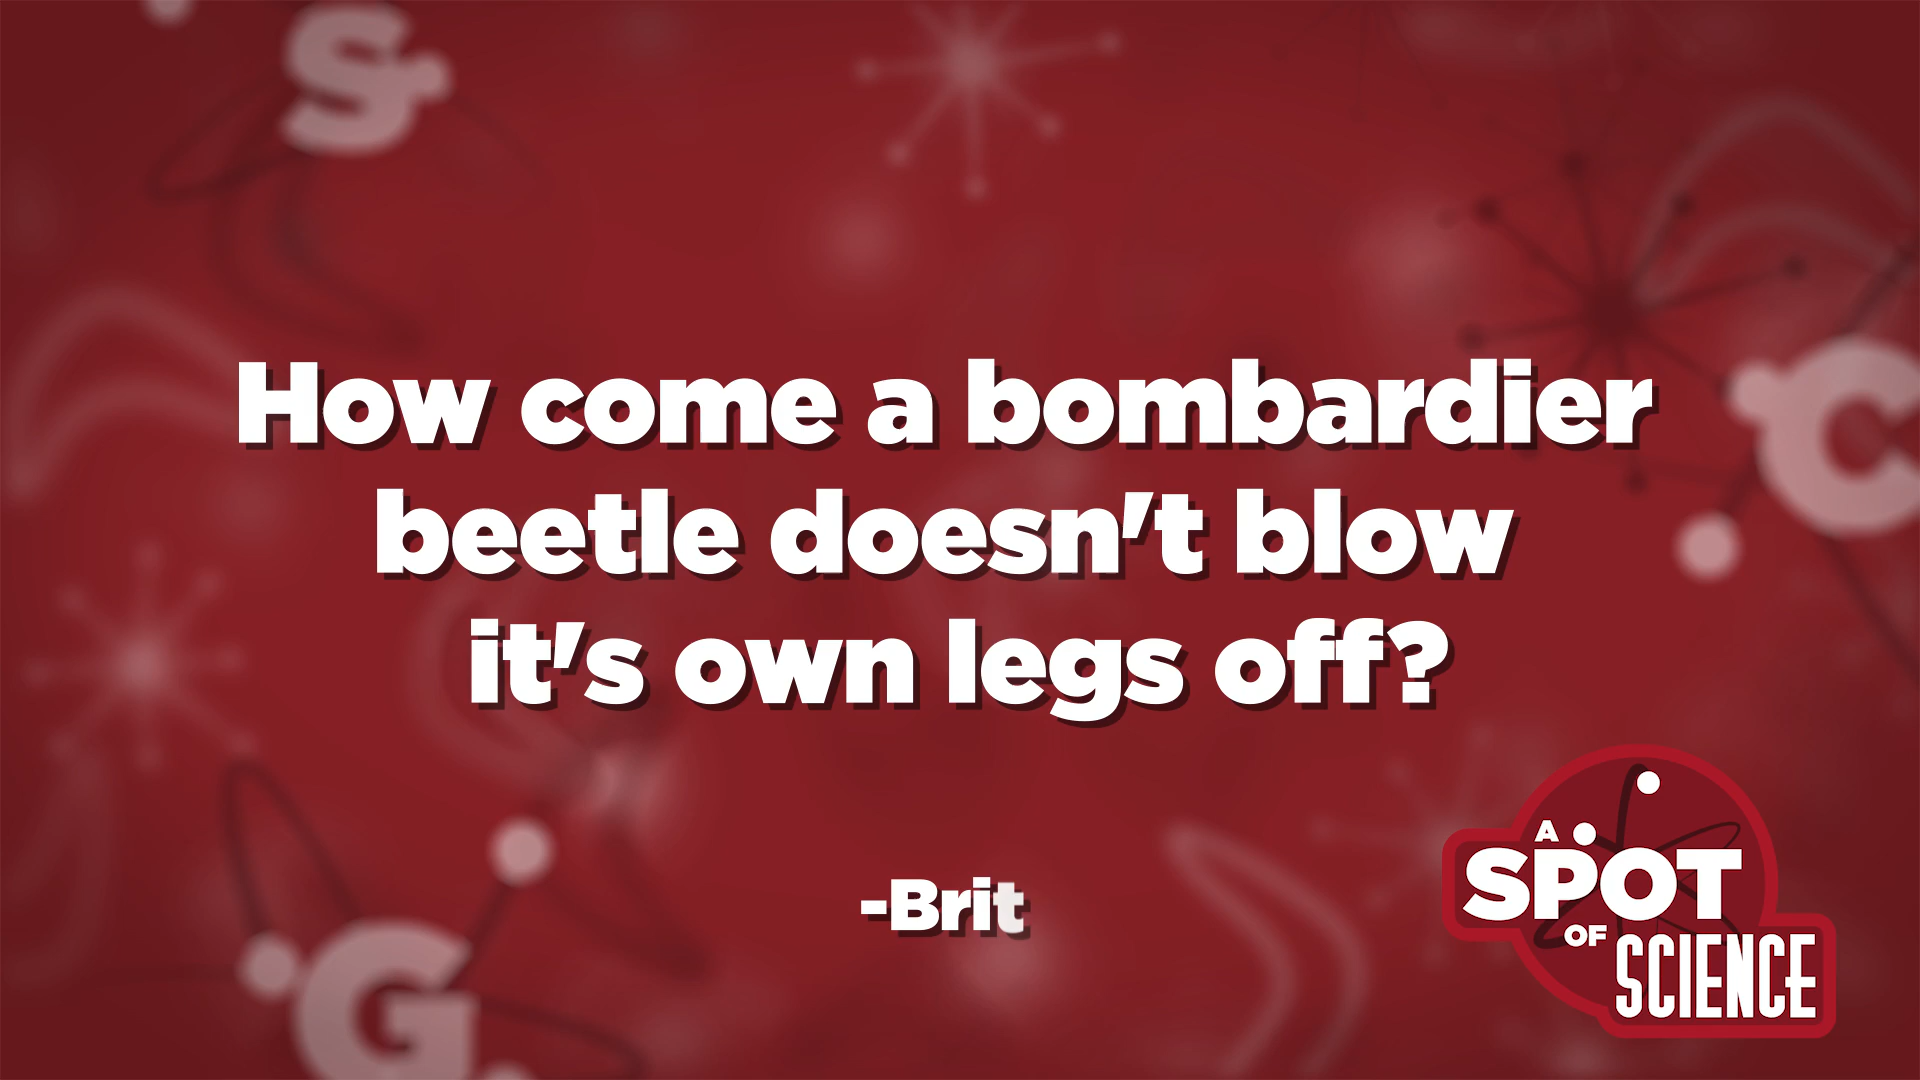 S
C
How come a bombardier
beetle doesn't blow
it's own legs off?
-Brit
G
A
SPOT
OF
SCIENCE